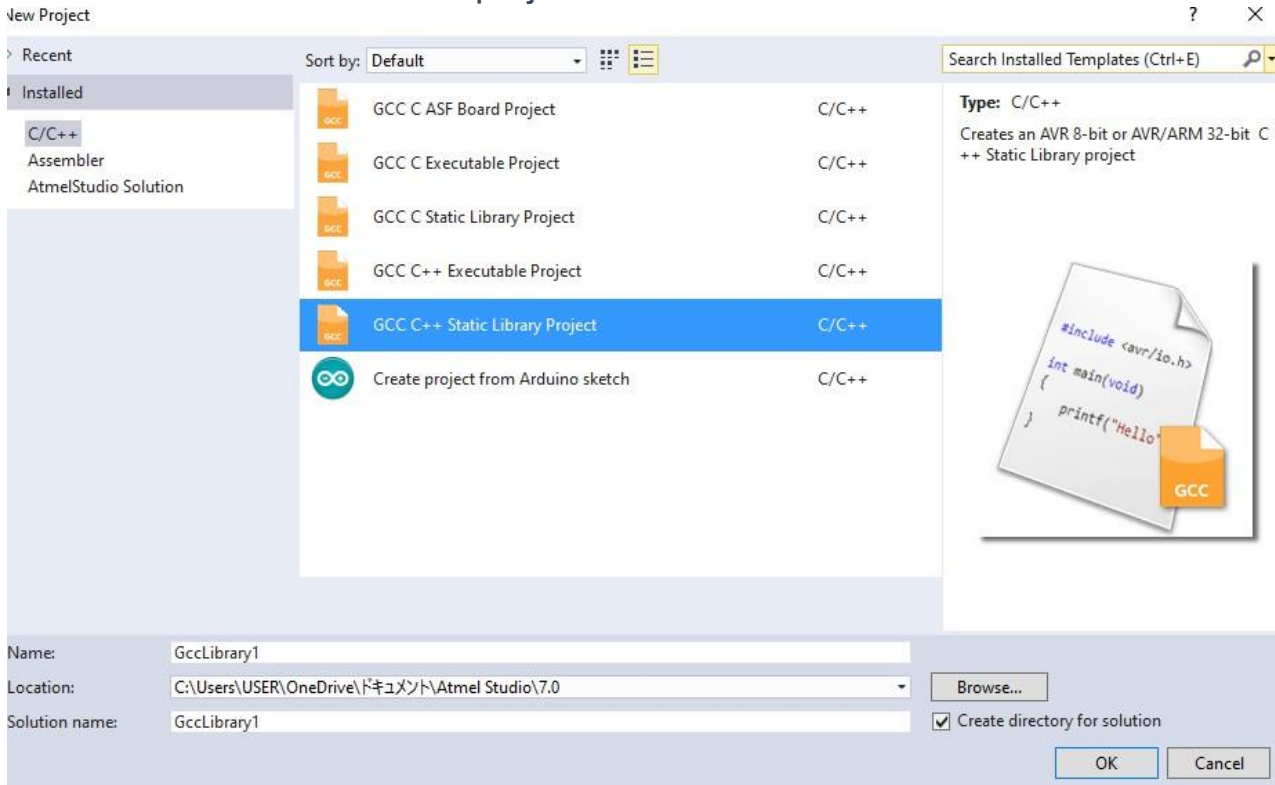 New Project
? ×
Recent
Installed
C/C++
Assembler
AtmelStudio Solution
Sort by: Default
Search Installed Templates (Ctrl+E)
GCC C ASF Board Project C/C++
GCC C Executable Project C/C++
GCC C Static Library Project C/C++
GCC C++ Executable Project C/C++
GCC C++ Static Library Project C/C++
Create project from Arduino sketch C/C++
Type: C/C++
Creates an AVR 8-bit or AVR/ARM 32-bit C
++ Static Library project
#include <avr/io.h>
int main(void)
{
printf("Hello"
}
GCC
Name: GccLibrary1
Location: C:\Users\USER\OneDrive\ドキュメント\Atmel Studio\7.0
Browse...
Solution name: GccLibrary1
Create directory for solution
OK Cancel